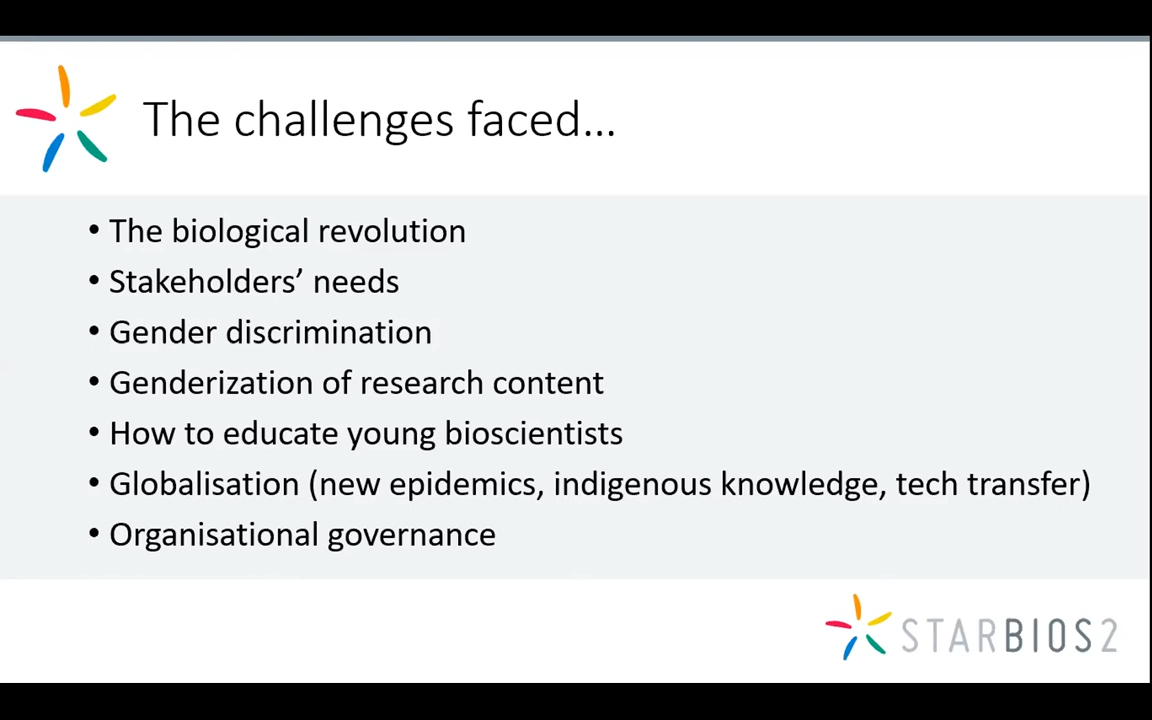 The challenges faced...
• The biological revolution
• Stakeholders’ needs
• Gender discrimination
• Genderization of research content
• How to educate young bioscientists
• Globalisation (new epidemics, indigenous knowledge, tech transfer)
• Organisational governance
STARBIOS2